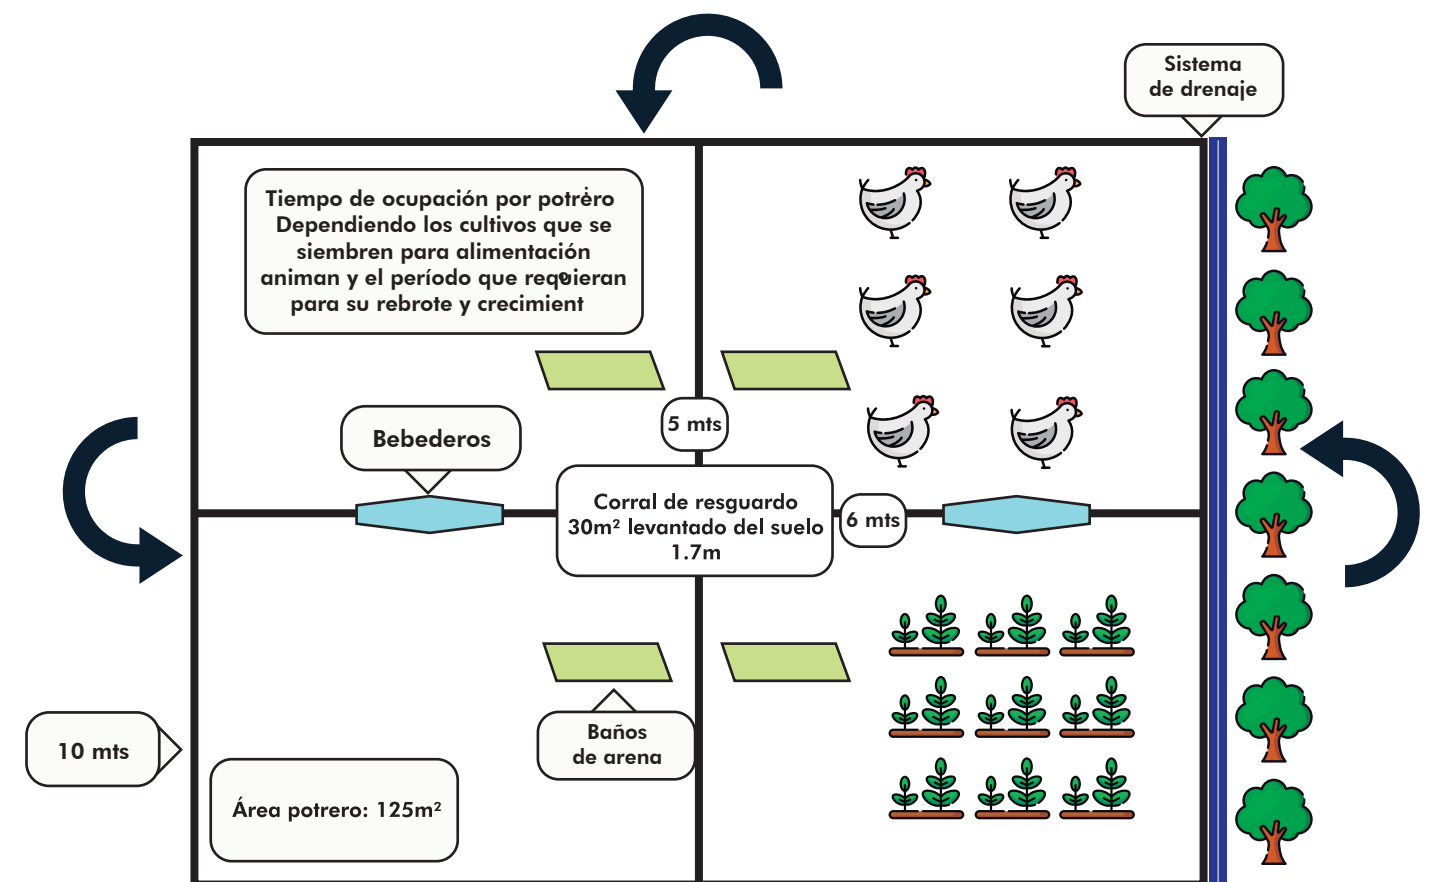 Sistema
de drenaje
Tiempo de ocupación por potrero
Dependiendo los cultivos que se
siembren para alimentación
animan y el período que requieran
para su rebrote y crecimient
5 mts
Bebederos
Corral de resguardo
30m² levantado del suelo
1.7m
6 mts
Baños
de arena
10 mts
Área potrero: 125m²